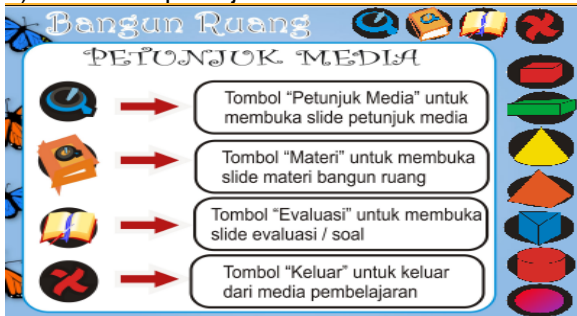 Bangun Ruang
PETUNJUK MEDIA
Tombol “Petunjuk Media” untuk
membuka slide petunjuk media
Tombol “Materi” untuk membuka
slide materi bangun ruang
Tombol “Evaluasi” untuk membuka
slide evaluasi / soal
Tombol “Keluar” untuk keluar
dari media pembelajaran